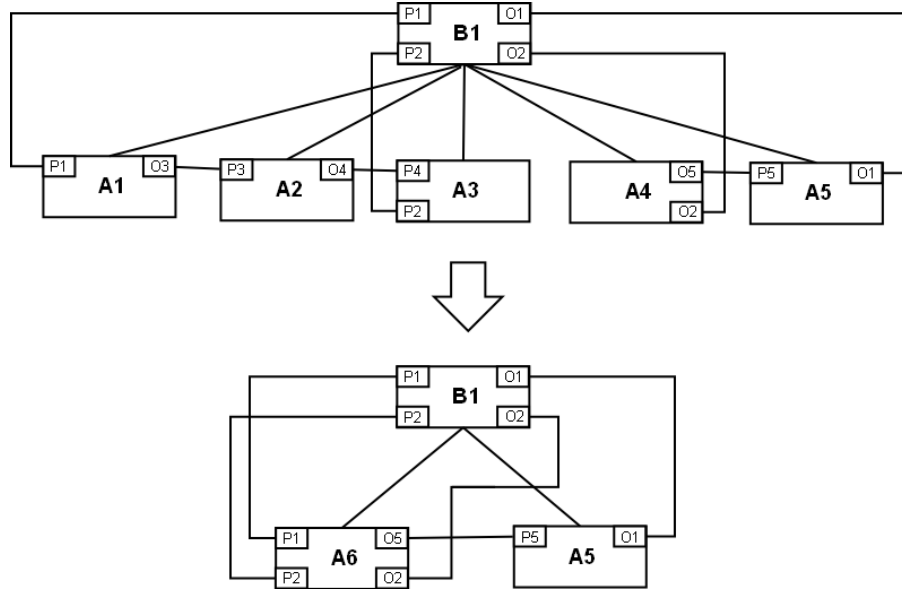 P1 B1 O1
P2 O2
P1 A1 O3
P3 A2 O4
P4 A3
P2
A4 O5
O2
P5 A5 O1
P1 B1 O1
P2 O2
P1 A6 O5
P2 O2
P5 A5 O1